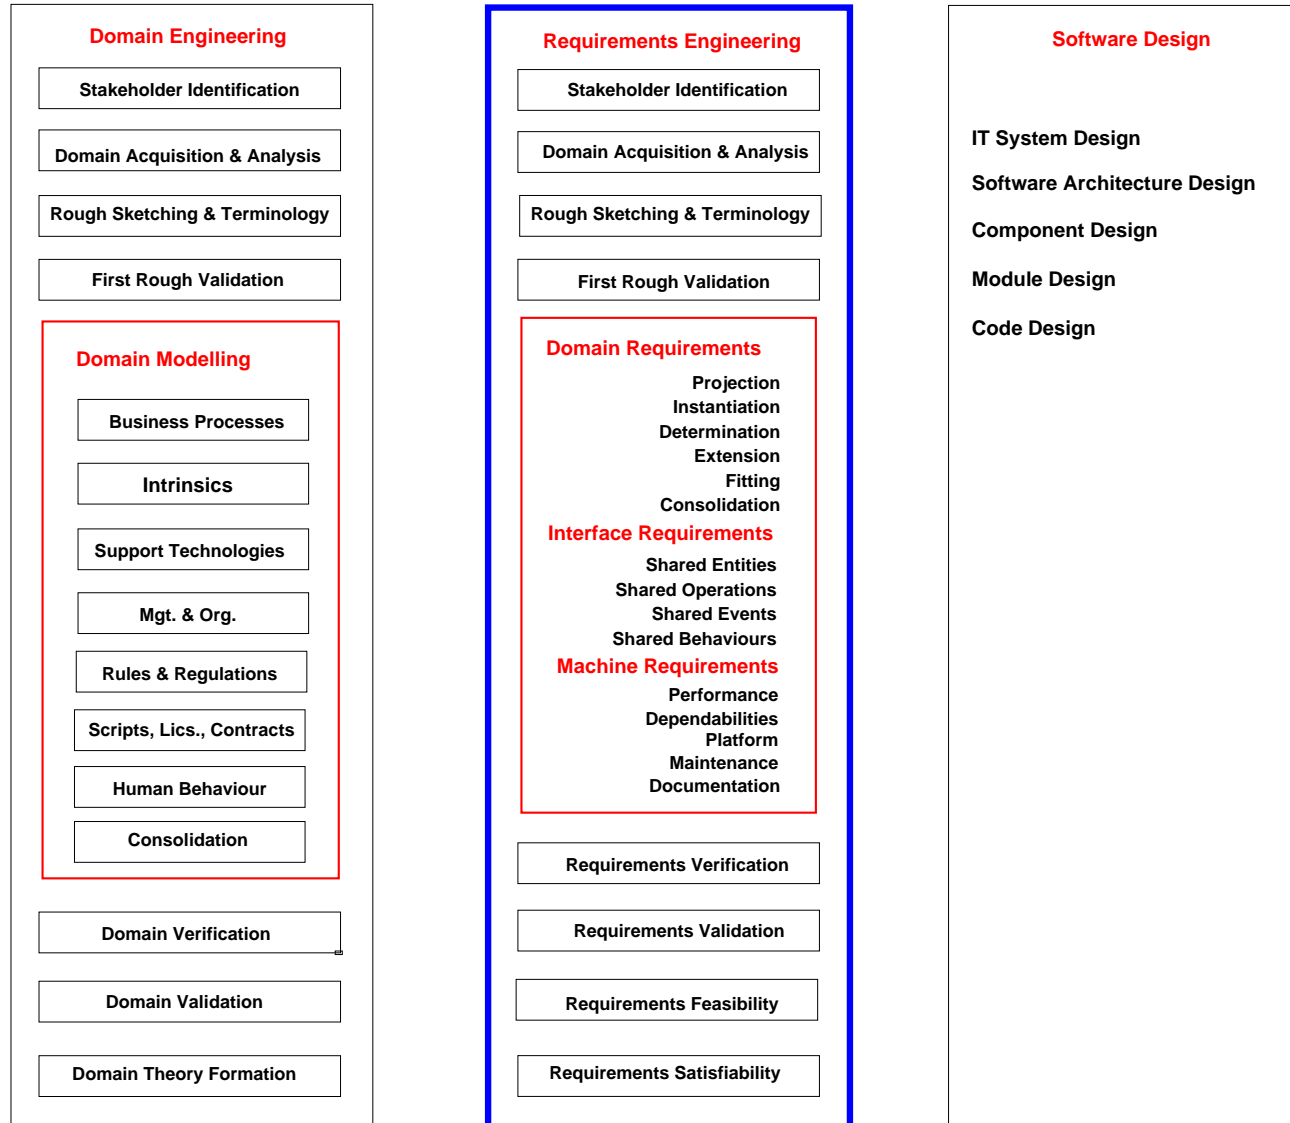 Domain Engineering
Stakeholder Identification
Domain Acquisition & Analysis
Rough Sketching & Terminology
First Rough Validation
Domain Modelling
Business Processes
Intrinsics
Support Technologies
Mgt. & Org.
Rules & Regulations
Scripts, Lics., Contracts
Human Behaviour
Consolidation
Domain Verification
Domain Validation
Domain Theory Formation
Requirements Engineering
Stakeholder Identification
Domain Acquisition & Analysis
Rough Sketching & Terminology
First Rough Validation
Domain Requirements
Projection
Instantiation
Determination
Extension
Fitting
Consolidation
Interface Requirements
Shared Entities
Shared Operations
Shared Events
Shared Behaviours
Machine Requirements
Performance
Dependabilities
Platform
Maintenance
Documentation
Requirements Verification
Requirements Validation
Requirements Feasibility
Requirements Satisfiability
Software Design
IT System Design
Software Architecture Design
Component Design
Module Design
Code Design